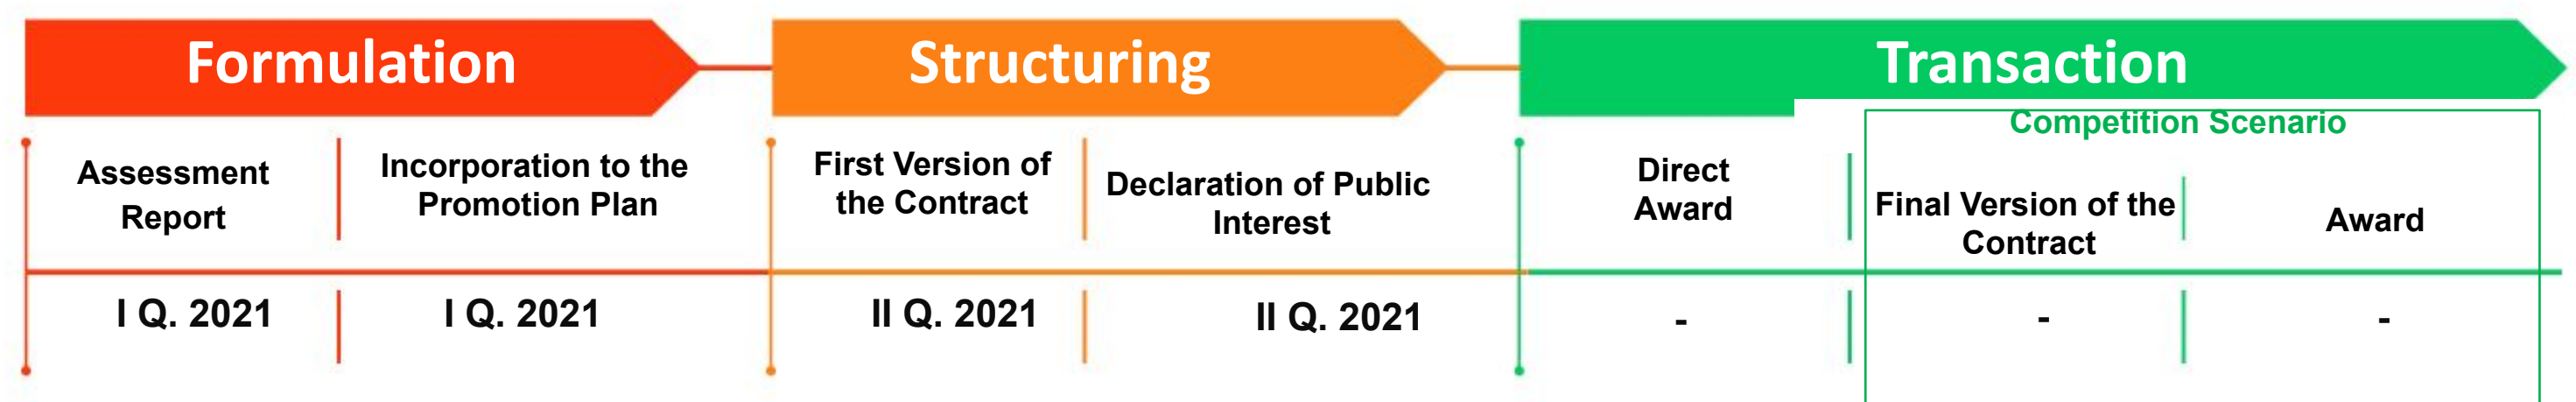 Formulation
Structuring
Transaction
Competition Scenario
Assessment
Report
Incorporation to the
Promotion Plan
First Version of
the Contract
Declaration of Public
Interest
Direct
Award
Final Version of the
Contract
Award
I Q. 2021
I Q. 2021
II Q. 2021
II Q. 2021
-
-
-